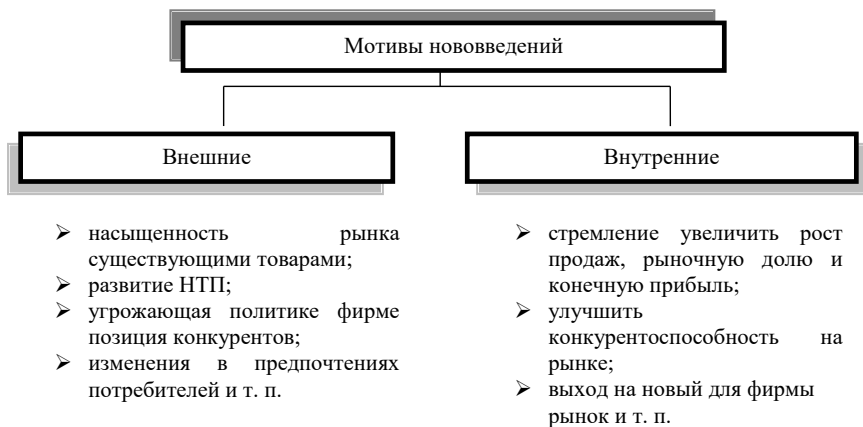 Мотивы нововведений
Внешние
насыщенность рынка
существующими товарами;
развитие НТП;
угрожающая политике фирме
позиция конкурентов;
изменения в предпочтениях
потребителей и т. п.
Внутренние
стремление увеличить рост
продаж, рыночную долю и
конечную прибыль;
улучшить
конкурентоспособность на
рынке;
выход на новый для фирмы
рынок и т. п.